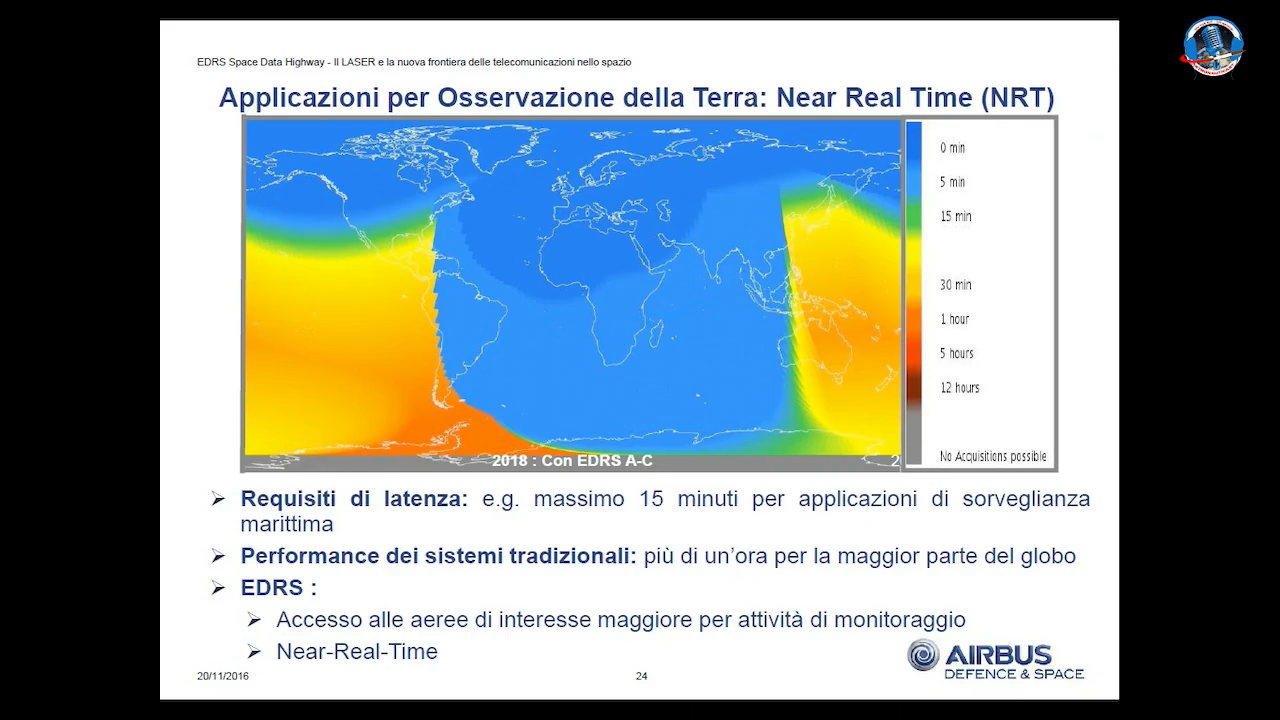 EDRS Space Data Highway - Il LASER e la nuova frontiera delle telecomunicazioni nello spazio
Applicazioni per Osservazione della Terra: Near Real Time (NRT)
0 min
5 min
15 min
30 min
1 hour
5 hours
12 hours
No Acquisitions possible
2018 : Con EDRS A-C
2
➢ Requisiti di latenza: e.g. massimo 15 minuti per applicazioni di sorveglianza
marittima
➢ Performance dei sistemi tradizionali: più di un’ora per la maggior parte del globo
➢ EDRS :
➢ Accesso alle aeree di interesse maggiore per attività di monitoraggio
➢ Near-Real-Time
AIRBUS
DEFENCE & SPACE
20/11/2016
24